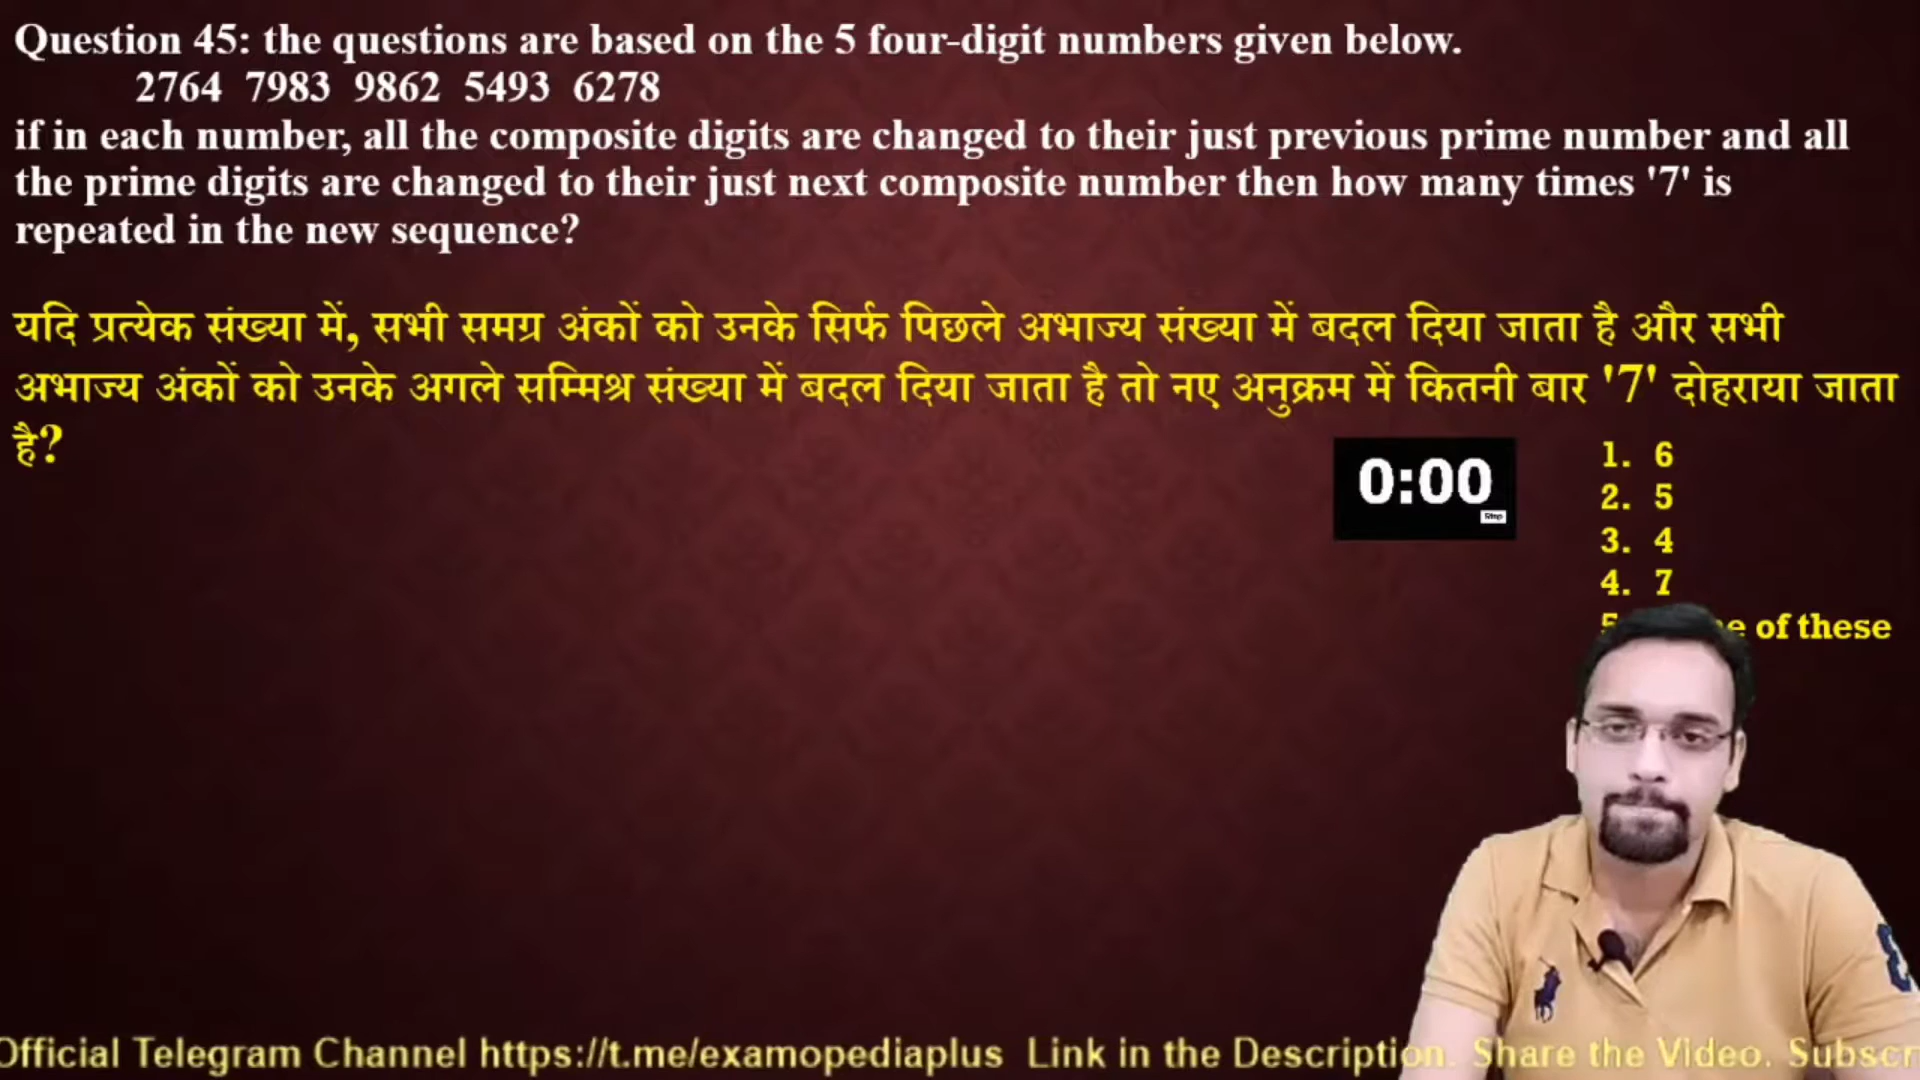 Question 45: the questions are based on the 5 four-digit numbers given below.
2764 7983 9862 5493 6278
if in each number, all the composite digits are changed to their just previous prime number and all
the prime digits are changed to their just next composite number then how many times '7' is
repeated in the new sequence?
यदि प्रत्येक संख्या में, सभी समग्र अंकों को उनके सिर्फ पिछले अभाज्य संख्या में बदल दिया जाता है और सभी
अभाज्य अंकों को उनके अगले सम्मिश्र संख्या में बदल दिया जाता है तो नए अनुक्रम में कितनी बार '7' दोहराया जाता
है?
0:00
Stop
1. 6
2. 5
3. 4
4. 7
of these
Official Telegram Channel https://t.me/examopediaplus Link in the Description. Share the Video.